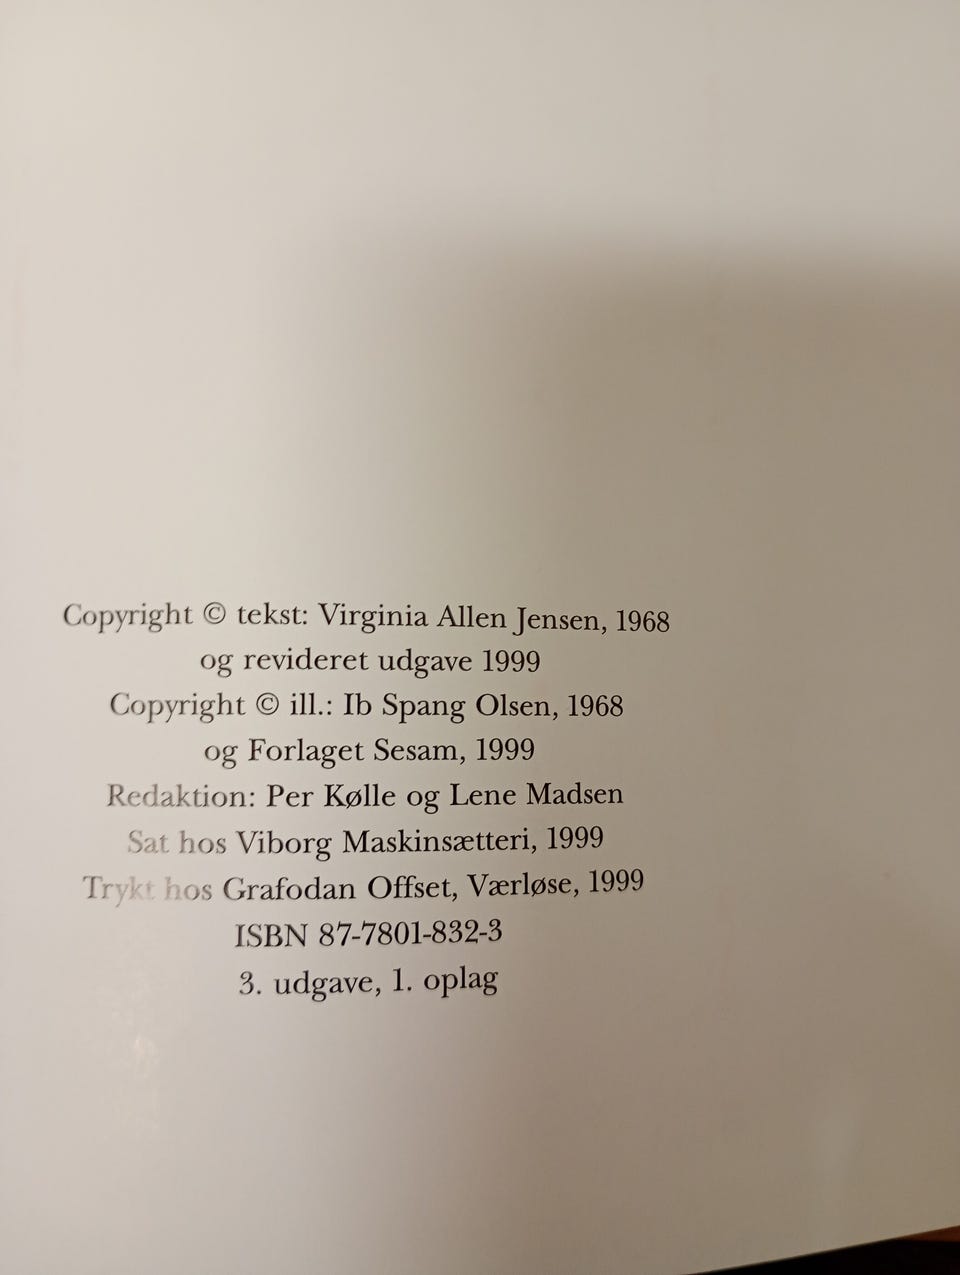 Copyright © tekst: Virginia Allen Jensen, 1968
og revideret udgave 1999
Copyright © ill.: Ib Spang Olsen, 1968
og Forlaget Sesam, 1999
Redaktion: Per Kølle og Lene Madsen
Sat hos Viborg Maskinsætteri, 1999
Trykt hos Grafodan Offset, Værløse, 1999
ISBN 87-7801-832-3
3. udgave, 1. oplag